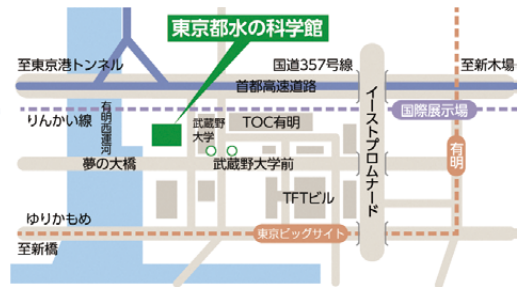 東京都水の科学館
至東京港トンネル
国道357号線
至新木場
首都高速道路
りんかい線
有明西運河
武蔵野
大学
TOC有明
イーストプロムナード
国際展示場
有明
夢の大橋
武蔵野大学前
TFTビル
ゆりかもめ
東京ビッグサイト
至新橋